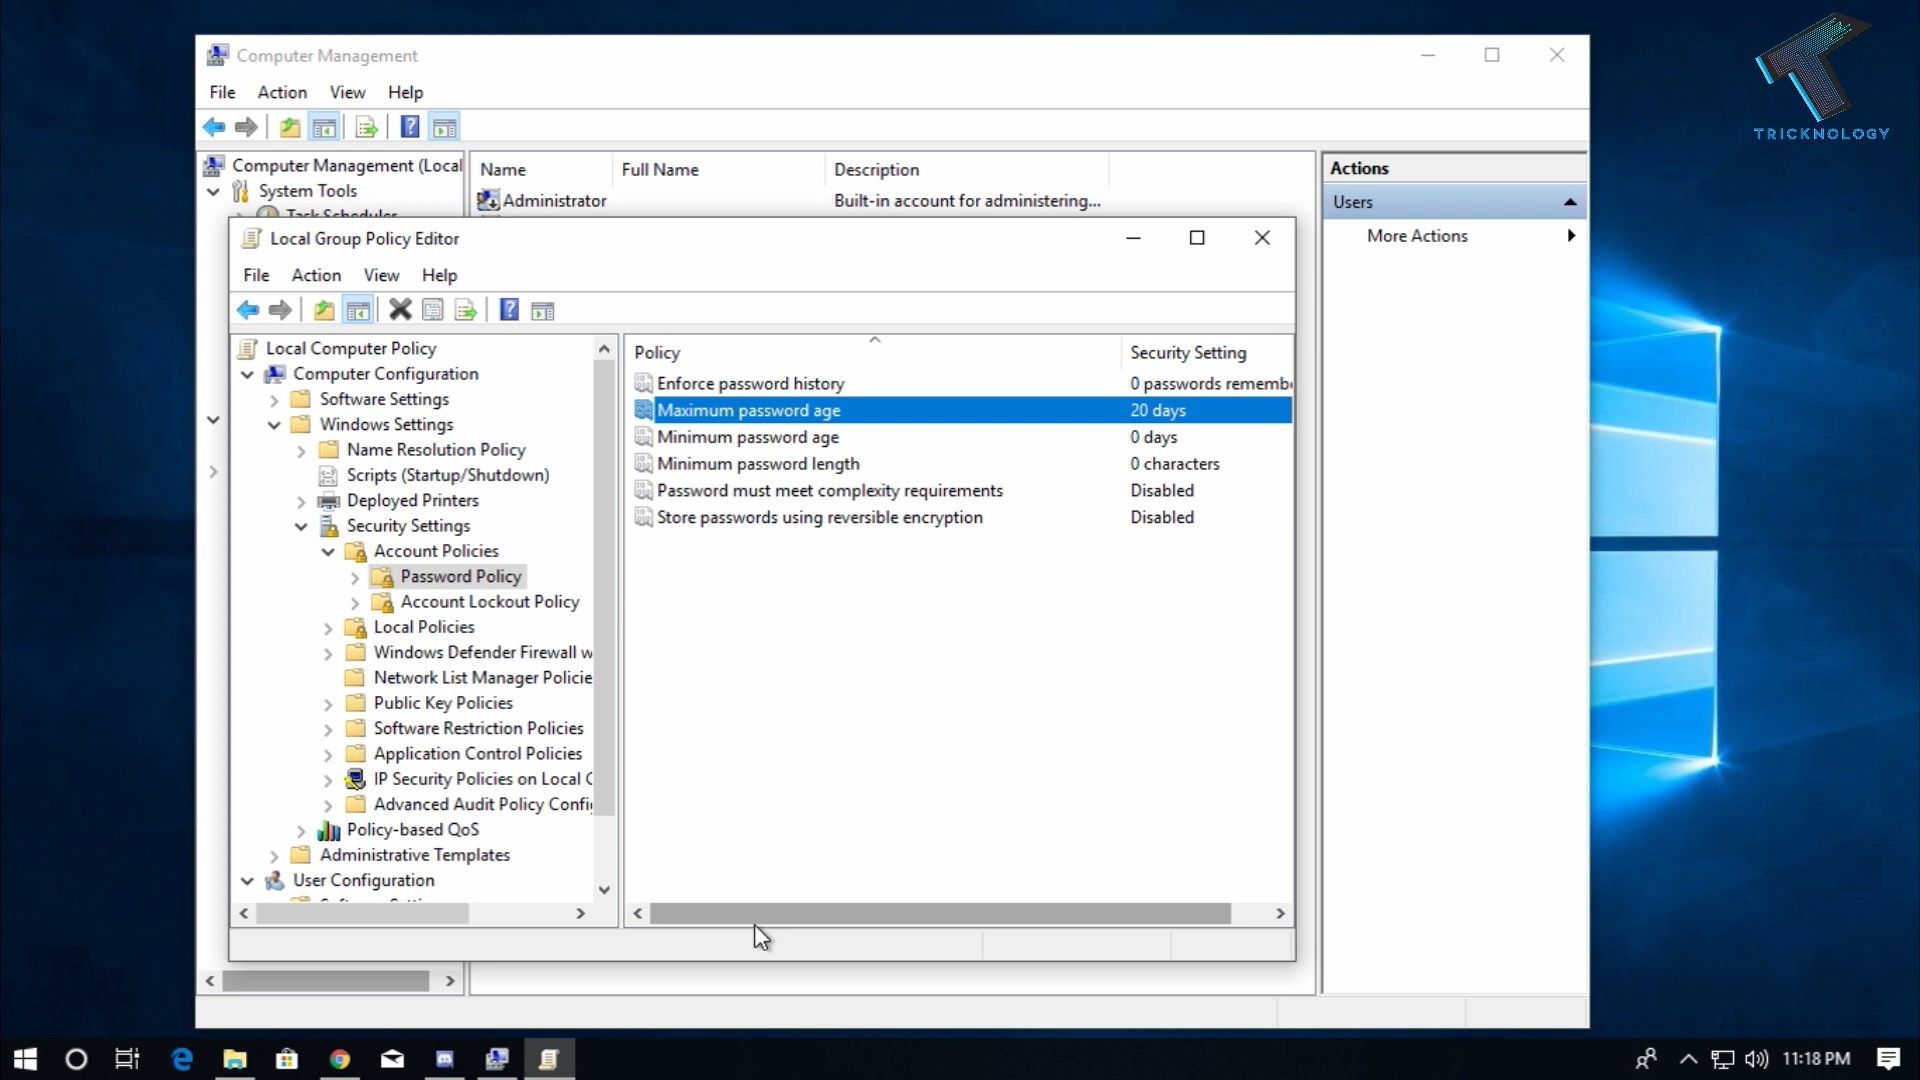 TRICKNOLOGY
Computer Management
File Action View Help
Computer Management (Local
System Tools
Task Scheduler
Name Full Name Description
Administrator Built-in account for administering...
Actions
Users
More Actions
Local Group Policy Editor
File Action View Help
Local Computer Policy
Computer Configuration
Software Settings
Windows Settings
Name Resolution Policy
Scripts (Startup/Shutdown)
Deployed Printers
Security Settings
Account Policies
Password Policy
Account Lockout Policy
Local Policies
Windows Defender Firewall w
Network List Manager Policie
Public Key Policies
Software Restriction Policies
Application Control Policies
IP Security Policies on Local C
Advanced Audit Policy Confi
Policy-based QoS
Administrative Templates
User Configuration
Policy Security Setting
Enforce password history 0 passwords rememb
Maximum password age 20 days
Minimum password age 0 days
Minimum password length 0 characters
Password must meet complexity requirements Disabled
Store passwords using reversible encryption Disabled
11:18 PM